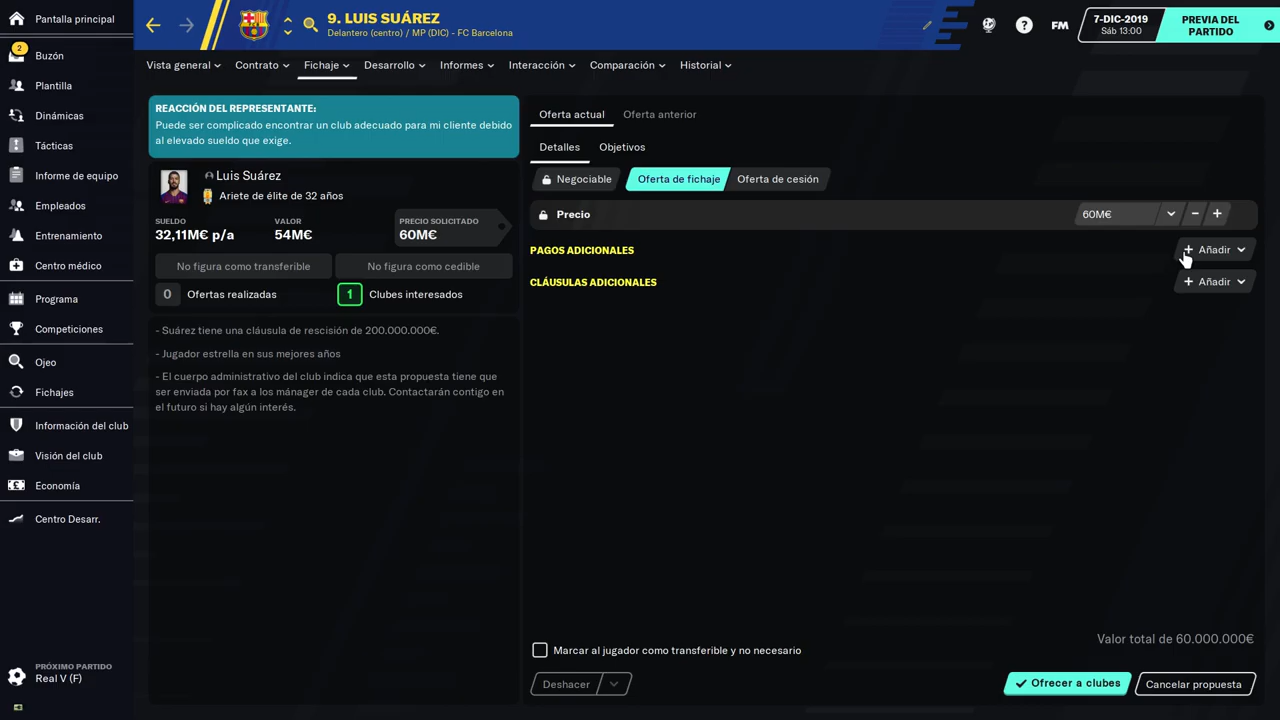 Pantalla principal
9. LUIS SUÁREZ
Delantero (centro) / MP (DIC) - FC Barcelona
FM
7-DIC-2019
Sáb 13:00
PREVIA DEL
PARTIDO
2
Buzón
Plantilla
Dinámicas
Tácticas
Informe de equipo
Empleados
Entrenamiento
Centro médico
Programa
Competiciones
Ojeo
Fichajes
Información del club
Visión del club
Economía
Centro Desarr.
PRÓXIMO PARTIDO
Real V (F)
Vista general
Contrato
Fichaje
Desarrollo
Informes
Interacción
Comparación
Historial
REACCIÓN DEL REPRESENTANTE:
Puede ser complicado encontrar un club adecuado para mi cliente debido
al elevado sueldo que exige.
Luis Suárez
Ariete de élite de 32 años
SUELDO
32,11M€ p/a
VALOR
54M€
PRECIO SOLICITADO
60M€
No figura como transferible
No figura como cedible
0 Ofertas realizadas
1 Clubes interesados
- Suárez tiene una cláusula de rescisión de 200.000.000€.
- Jugador estrella en sus mejores años
- El cuerpo administrativo del club indica que esta propuesta tiene que
ser enviada por fax a los mánager de cada club. Contactarán contigo en
el futuro si hay algún interés.
Oferta actual
Oferta anterior
Detalles
Objetivos
Negociable
Oferta de fichaje
Oferta de cesión
Precio
60M€
PAGOS ADICIONALES
Añadir
CLÁUSULAS ADICIONALES
Añadir
Valor total de 60.000.000€
Marcar al jugador como transferible y no necesario
Deshacer
Ofrecer a clubes
Cancelar propuesta